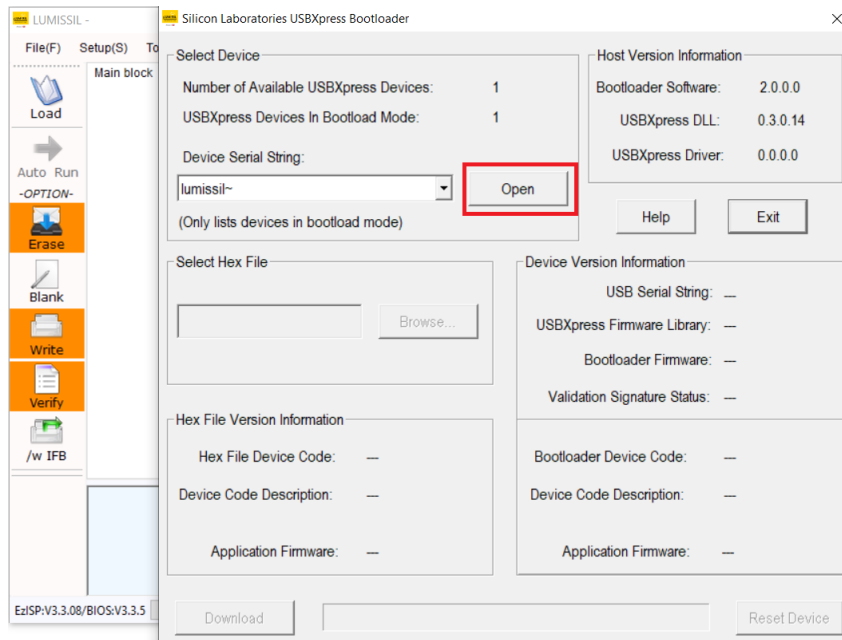 LUMISSIL -
File(F) Setup(S) To
Load
Auto Run
-OPTION-
Erase
Blank
Write
Verify
/w IFB
Main block
EzISP:V3.3.08/BIOS:V3.3.5
Silicon Laboratories USBXpress Bootloader
Select Device
Number of Available USBXpress Devices: 1
USBXpress Devices In Bootload Mode: 1
Device Serial String:
lumissil~
Open
(Only lists devices in bootload mode)
Host Version Information
Bootloader Software: 2.0.0.0
USBXpress DLL: 0.3.0.14
USBXpress Driver: 0.0.0.0
Help
Exit
Select Hex File
Browse...
Device Version Information
USB Serial String: ---
USBXpress Firmware Library: ---
Bootloader Firmware: ---
Validation Signature Status: ---
Hex File Version Information
Hex File Device Code: ---
Device Code Description: ---
Application Firmware: ---
Bootloader Device Code: ---
Device Code Description: ---
Application Firmware: ---
Download
Reset Device